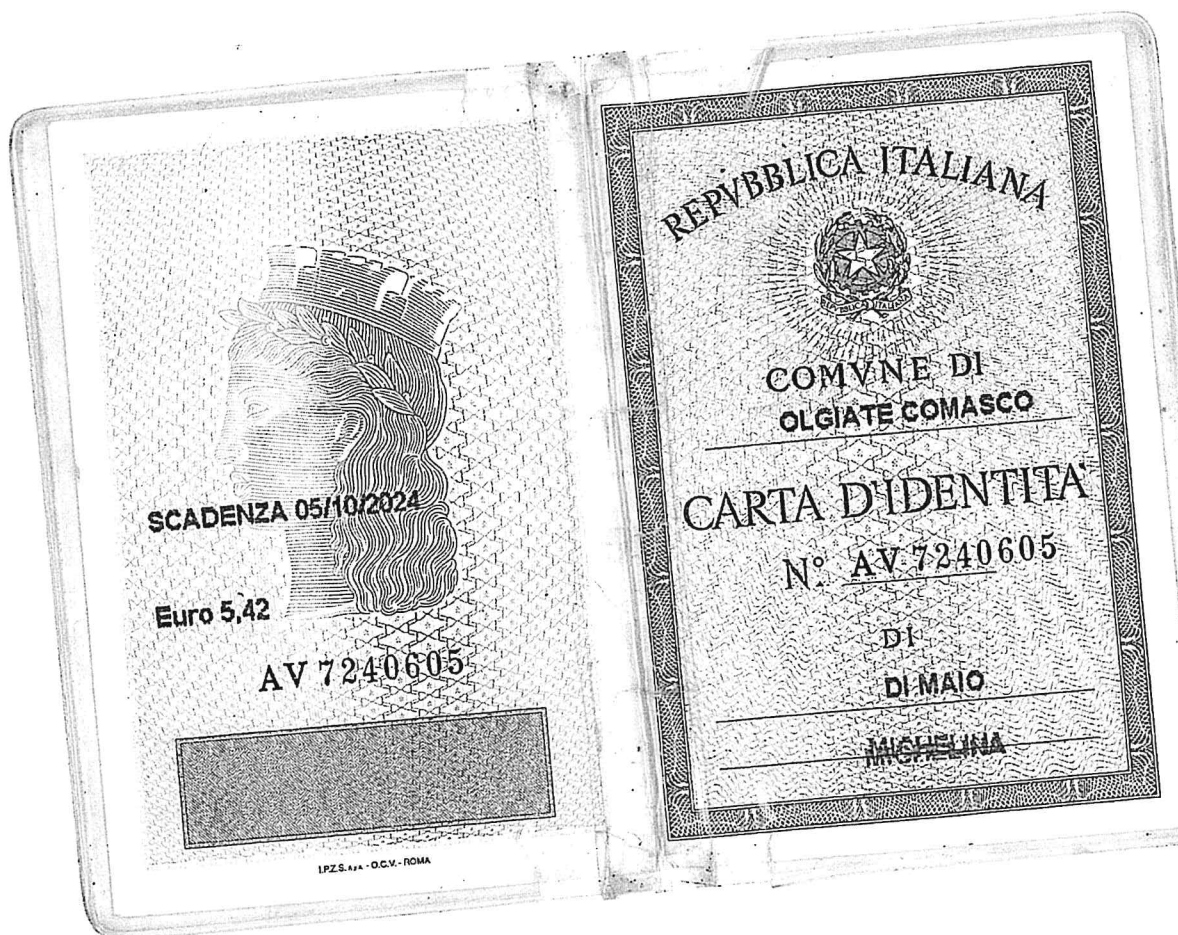 SCADENZA 05/10/2024
Euro 5,42
AV 7240605
I.P.Z.S. S.p.A. - O.C.V. - ROMA
REPVBBLICA ITALIANA
COMVNE DI
OLGIATE COMASCO
CARTA D'IDENTITA'
N° AV 7240605
DI
DI MAIO
MICHELINA